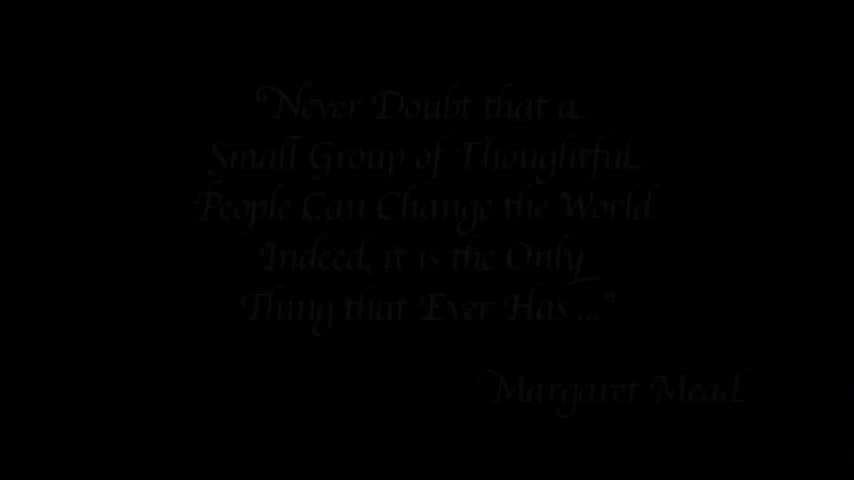 "Never Doubt that a
Small Group of Thoughtful
People Can Change the World
Indeed, it is the Only
Thing that Ever Has..."
Margaret Mead